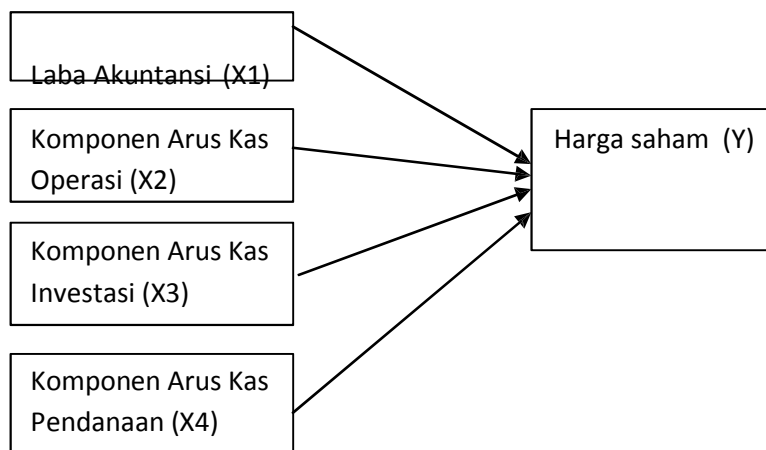 Laba Akuntansi (X1)
Komponen Arus Kas
Operasi (X2)
Komponen Arus Kas
Investasi (X3)
Komponen Arus Kas
Pendanaan (X4)
Harga saham (Y)